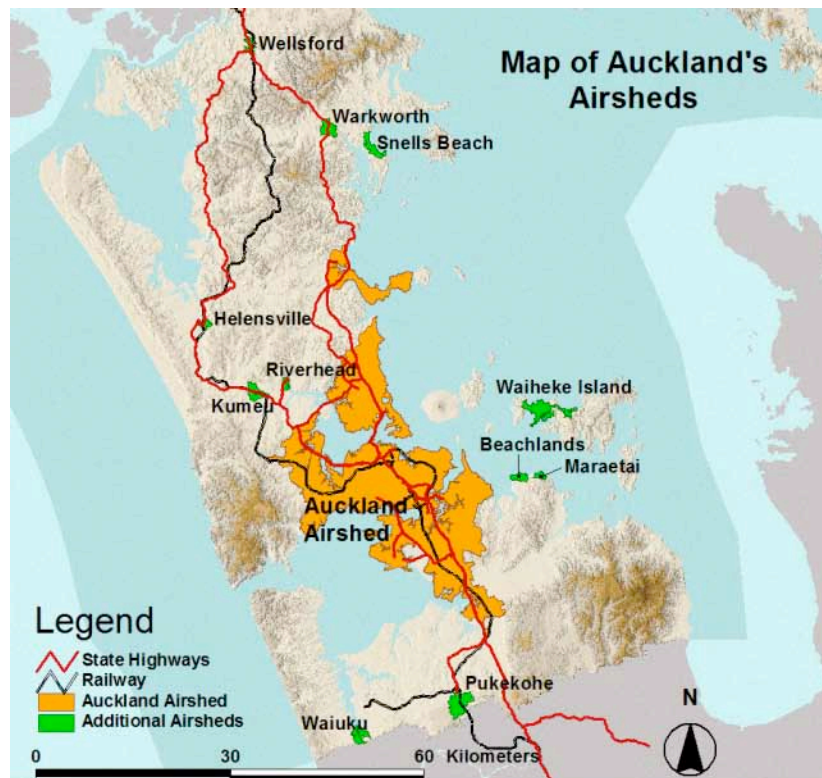 Map of Auckland's
Airsheds
Wellsford
Warkworth
Snells Beach
Helensville
Riverhead
Kumeu
Waiheke Island
Beachlands
Maraetai
Auckland
Airshed
Legend
State Highways
Railway
Auckland Airshed
Additional Airsheds
Pukekohe
Waiuku
N
0 30 60
Kilometers